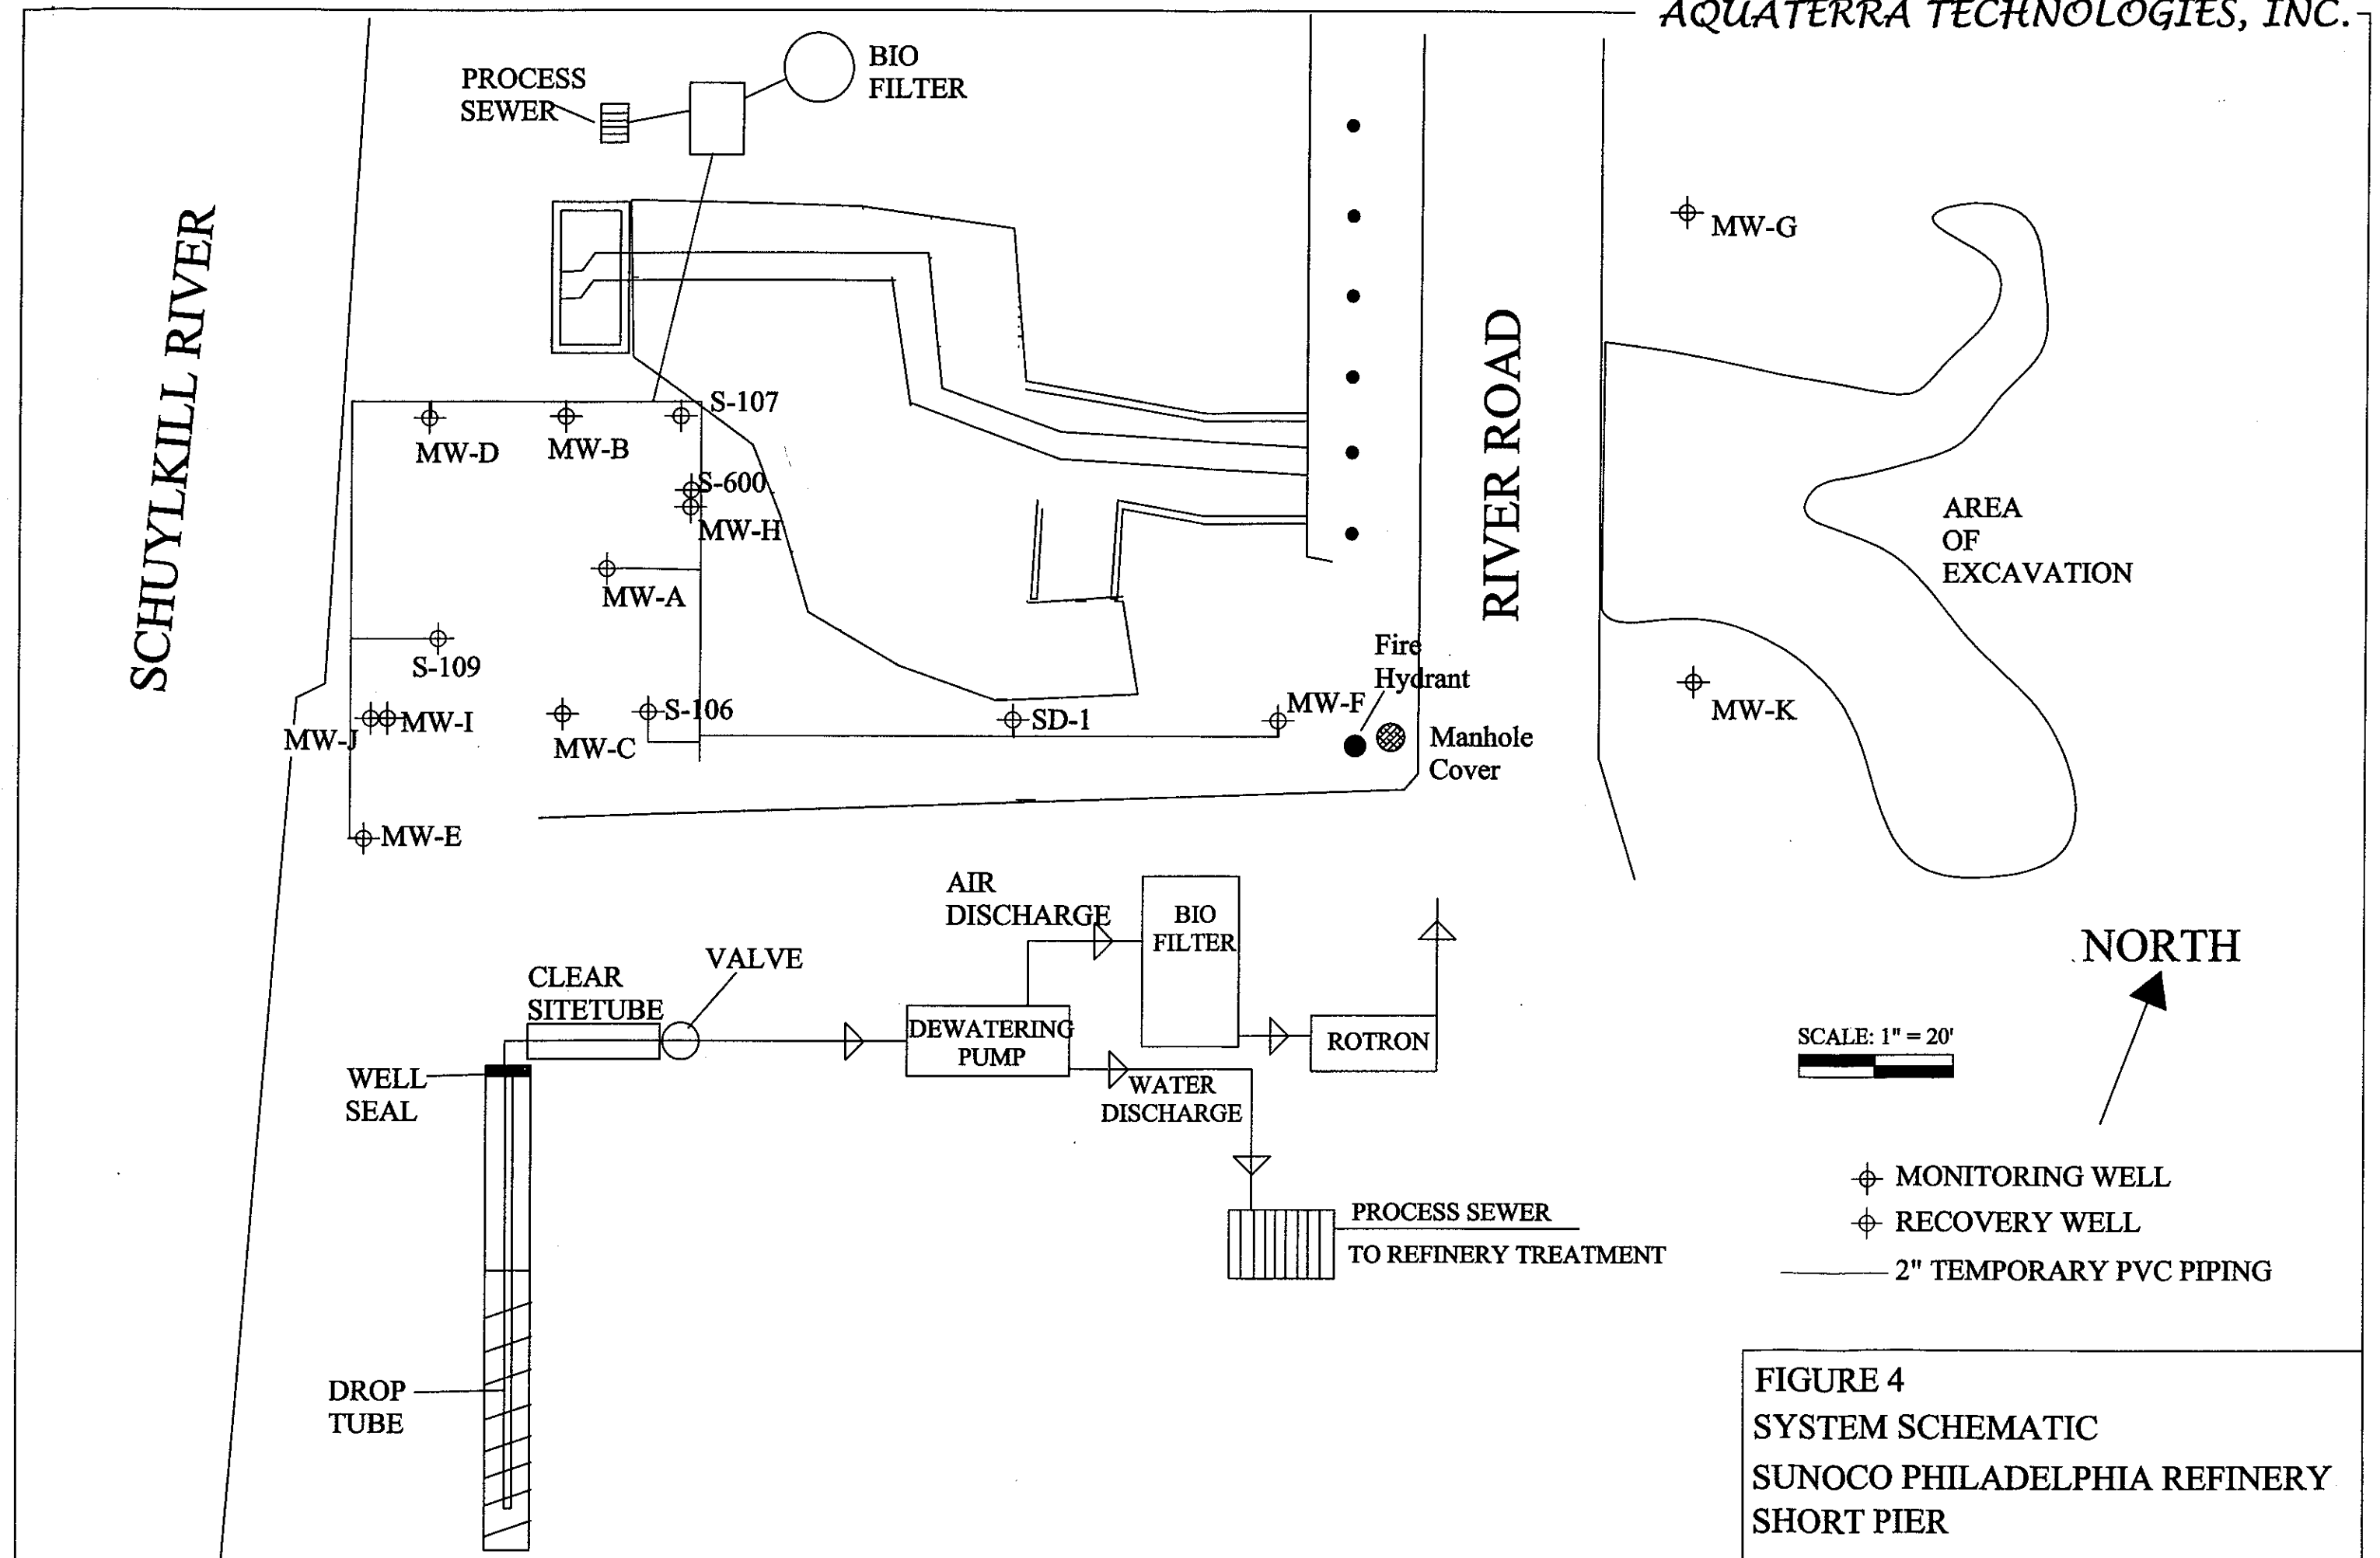 AQUATERRA TECHNOLOGIES, INC.
PROCESS
SEWER
BIO
FILTER
SCHUYLKILL RIVER
MW-G
S-107
MW-D
MW-B
S-600
MW-H
MW-A
RIVER ROAD
AREA
OF
EXCAVATION
S-109
Fire
Hydrant
MW-J
MW-I
MW-C
S-106
SD-1
MW-F
Manhole
Cover
MW-K
MW-E
AIR
DISCHARGE
BIO
FILTER
VALVE
CLEAR
SITETUBE
DEWATERING
PUMP
ROTRON
WELL
SEAL
WATER
DISCHARGE
PROCESS SEWER
TO REFINERY TREATMENT
DROP
TUBE
NORTH
SCALE: 1" = 20'
MONITORING WELL
RECOVERY WELL
2" TEMPORARY PVC PIPING
FIGURE 4
SYSTEM SCHEMATIC
SUNOCO PHILADELPHIA REFINERY
SHORT PIER